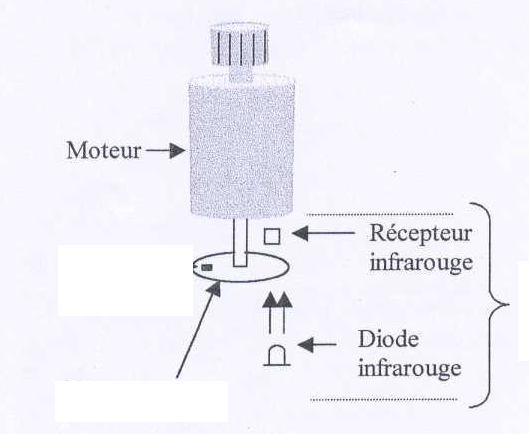 Moteur
Récepteur
infrarouge
Diode
infrarouge